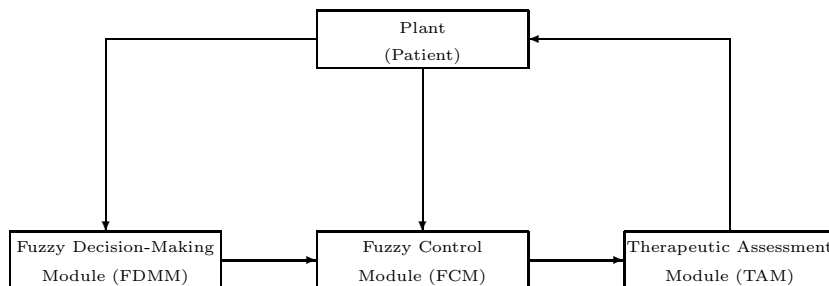 Plant
(Patient)
Fuzzy Decision-Making
Module (FDMM)
Fuzzy Control
Module (FCM)
Therapeutic Assessment
Module (TAM)